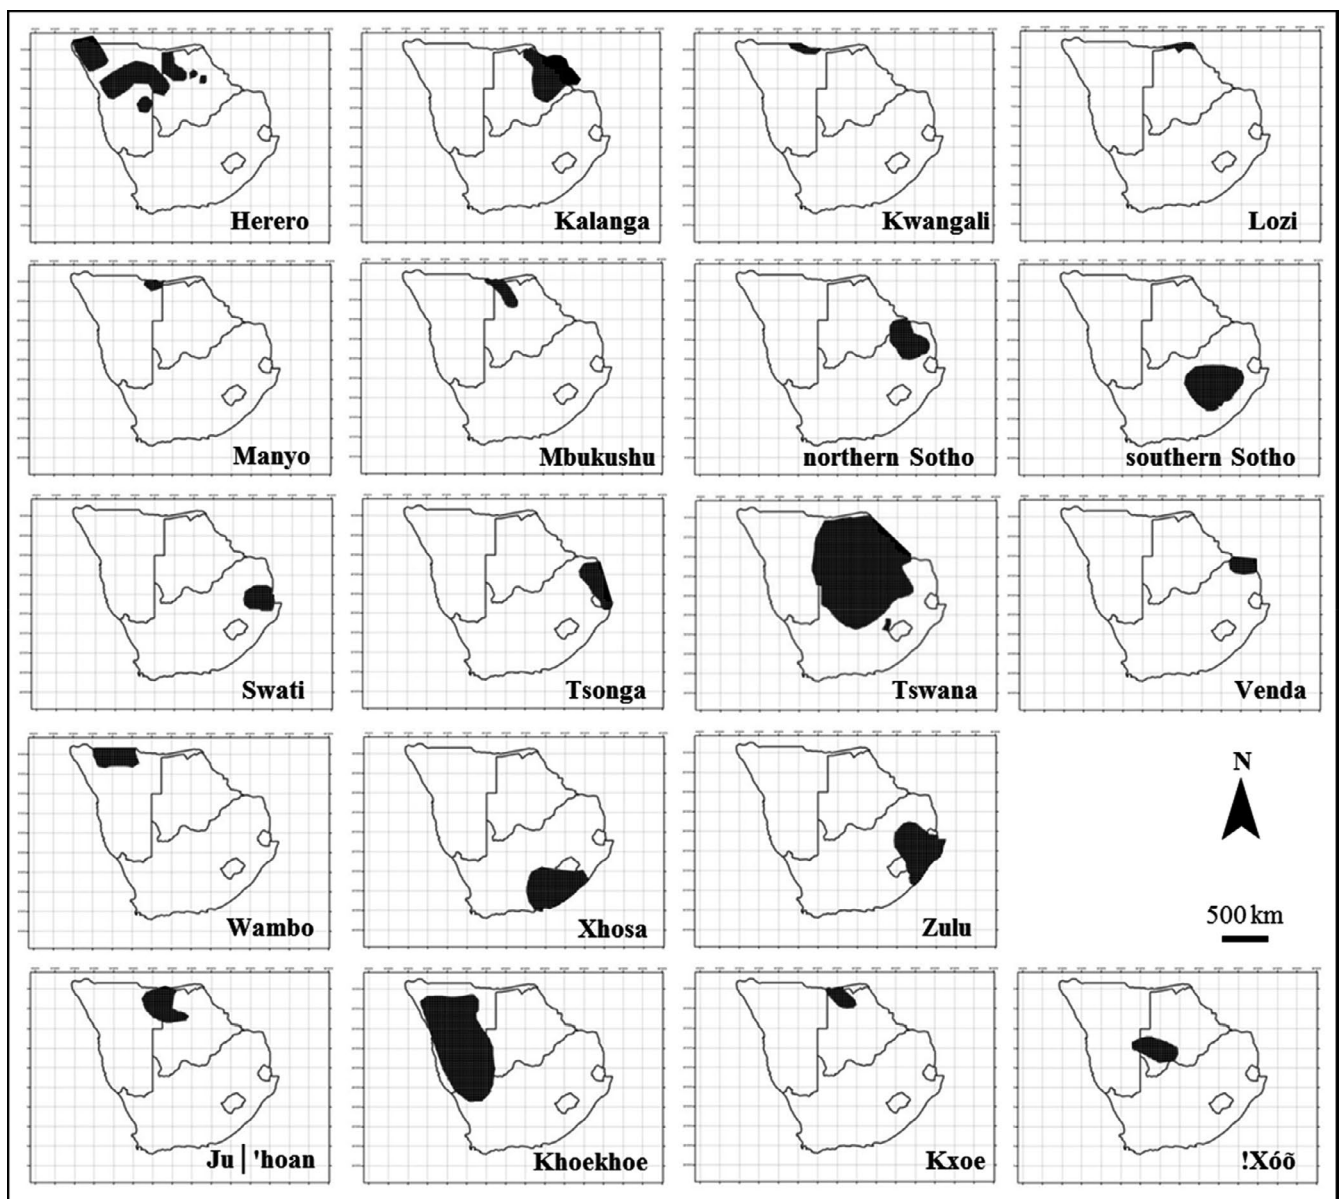 Herero
Kalanga
Kwangali
Lozi
Manyo
Mbukushu
northern Sotho
southern Sotho
Swati
Tsonga
Tswana
Venda
Wambo
Xhosa
Zulu
N
500 km
Ju|'hoan
Khoekhoe
Kxoe
!Xóõ